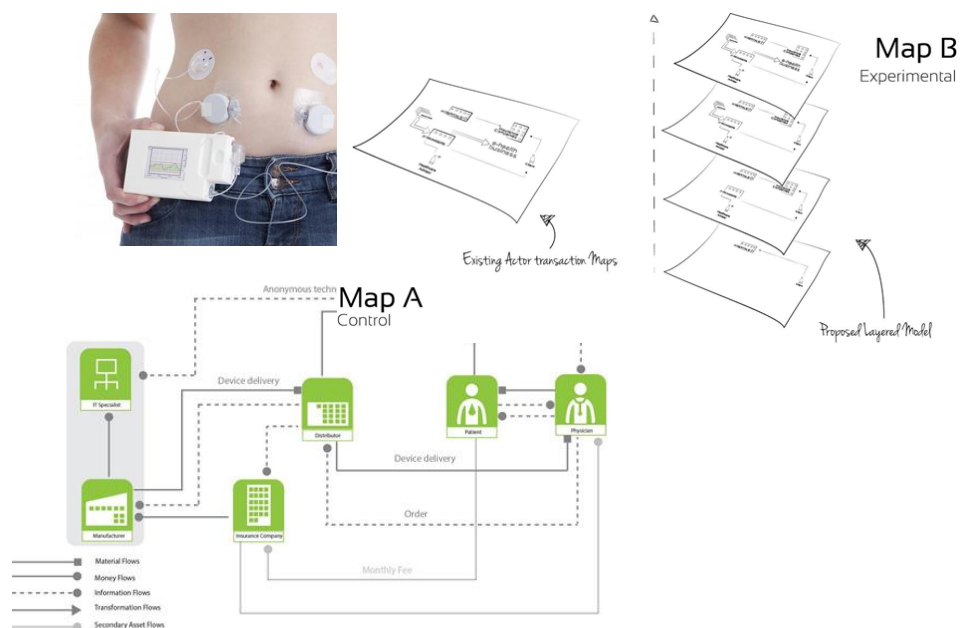 Map B
Experimental
Existing Actor transaction Maps
Proposed Layered Model
Anonymous techn
Map A
Control
IT Specialist
Device delivery
Distributor
Patient
Physician
Device delivery
Manufacturer
Insurance Company
Order
Monthly Fee
Material Flows
Money Flows
Information Flows
Transformation Flows
Secondary Asset Flows